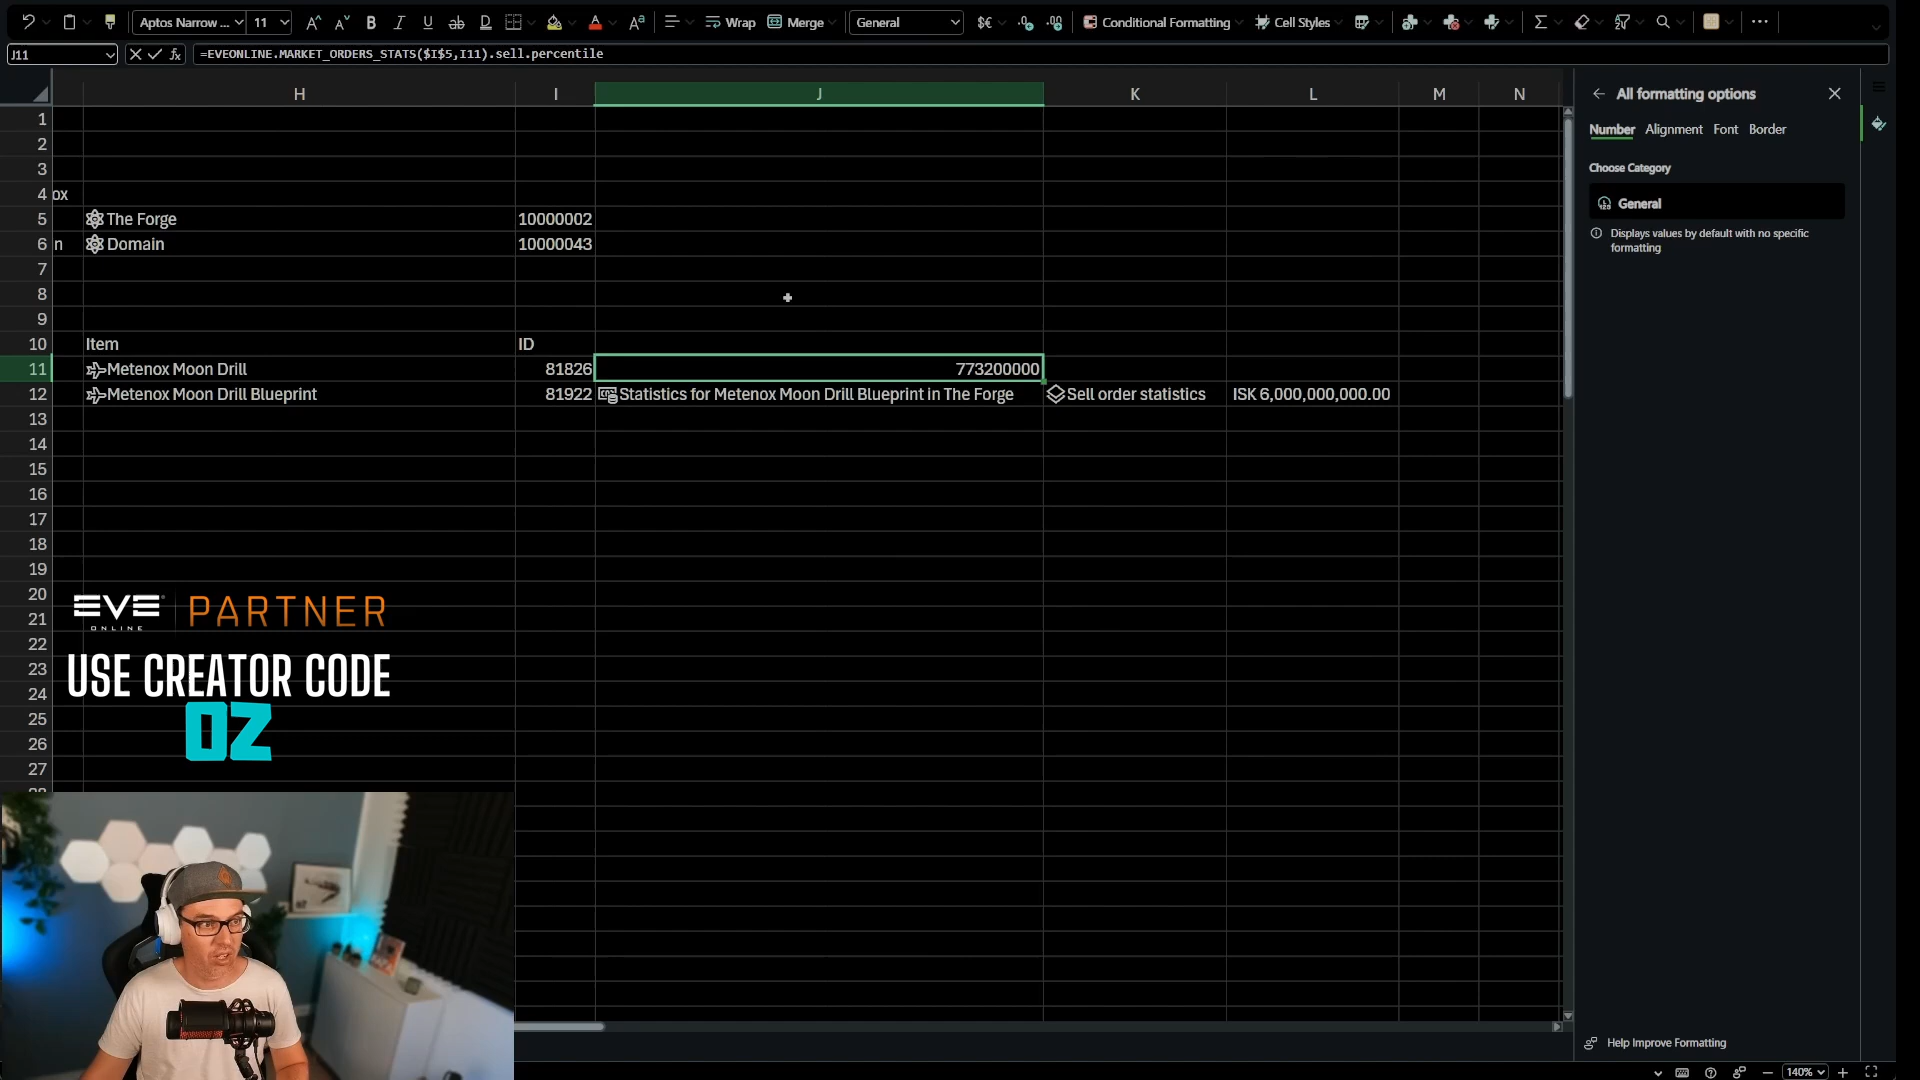 Aptos Narrow ... 11 Wrap Merge General $€ Conditional Formatting Cell Styles
J11 =EVEONLINE.MARKET_ORDERS_STATS($I$5,I11).sell.percentile
H I J K L M N
1
2
3
4 ox
5 The Forge 10000002
6 n Domain 10000043
7
8
9
10 Item ID
11 Metenox Moon Drill 81826 773200000
12 Metenox Moon Drill Blueprint 81922 Statistics for Metenox Moon Drill Blueprint in The Forge Sell order statistics ISK 6,000,000,000.00
13
14
15
16
17
18
19
20
21
22
23
24
25
26
27
EVE ONLINE PARTNER
USE CREATOR CODE
OZ
All formatting options
Number Alignment Font Border
Choose Category
General
Displays values by default with no specific
formatting
Help Improve Formatting
140%